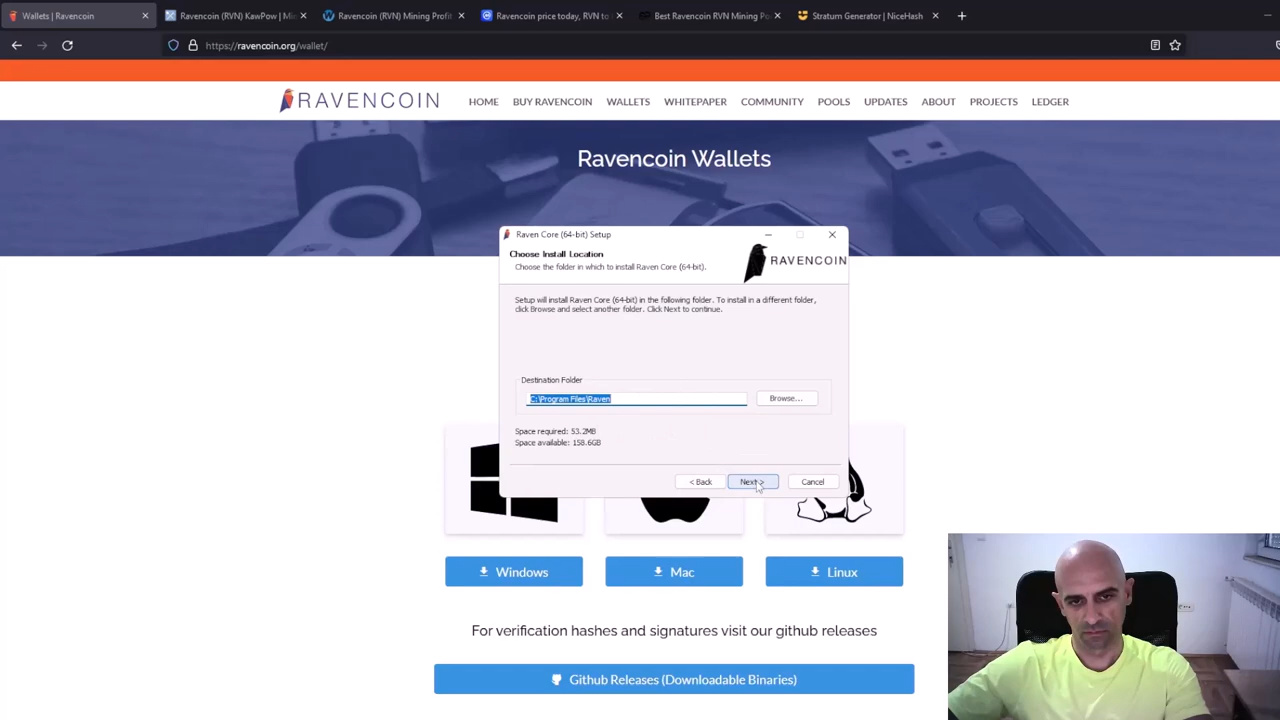 Wallets | Ravencoin
Ravencoin (RVN) KawPow | Mi
Ravencoin (RVN) Mining Profit
Ravencoin price today, RVN to
Best Ravencoin RVN Mining Po
Stratum Generator | NiceHash
https://ravencoin.org/wallet/
RAVENCOIN
HOME
BUY RAVENCOIN
WALLETS
WHITEPAPER
COMMUNITY
POOLS
UPDATES
ABOUT
PROJECTS
LEDGER
Ravencoin Wallets
Raven Core (64-bit) Setup
Choose Install Location
Choose the folder in which to install Raven Core (64-bit).
RAVENCOIN
Setup will install Raven Core (64-bit) in the following folder. To install in a different folder,
click Browse and select another folder. Click Next to continue.
Destination Folder
C:\Program Files\Raven
Browse...
Space required: 53.2MB
Space available: 158.6GB
< Back
Next >
Cancel
Windows
Mac
Linux
For verification hashes and signatures visit our github releases
Github Releases (Downloadable Binaries)